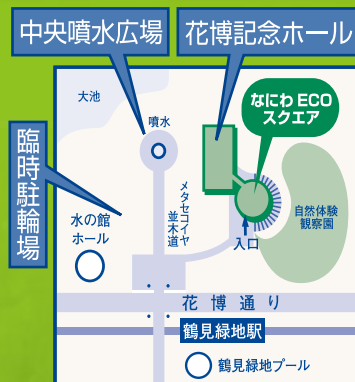 中央噴水広場
花博記念ホール
大池
噴水
なにわECO
スクエア
臨時駐輪場
メタセコイヤ
並木道
水の館
ホール
自然体験
観察園
入口
花博通り
鶴見緑地駅
鶴見緑地プール